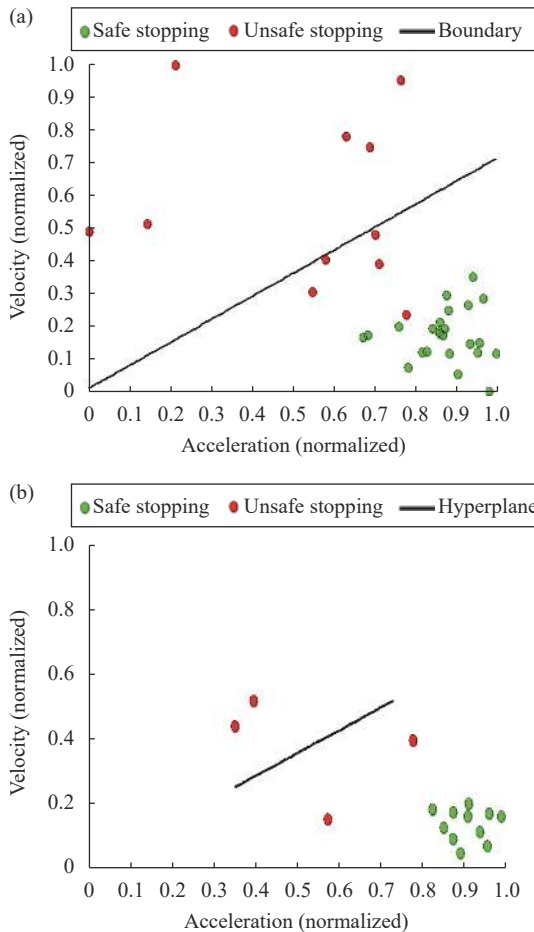 (a)
Safe stopping Unsafe stopping Boundary
Velocity (normalized)
1.0
0.9
0.8
0.7
0.6
0.5
0.4
0.3
0.2
0.1
0
0 0.1 0.2 0.3 0.4 0.5 0.6 0.7 0.8 0.9 1.0
Acceleration (normalized)
(b)
Safe stopping Unsafe stopping Hyperplane
Velocity (normalized)
1.0
0.8
0.6
0.4
0.2
0
0 0.1 0.2 0.3 0.4 0.5 0.6 0.7 0.8 0.9 1.0
Acceleration (normalized)